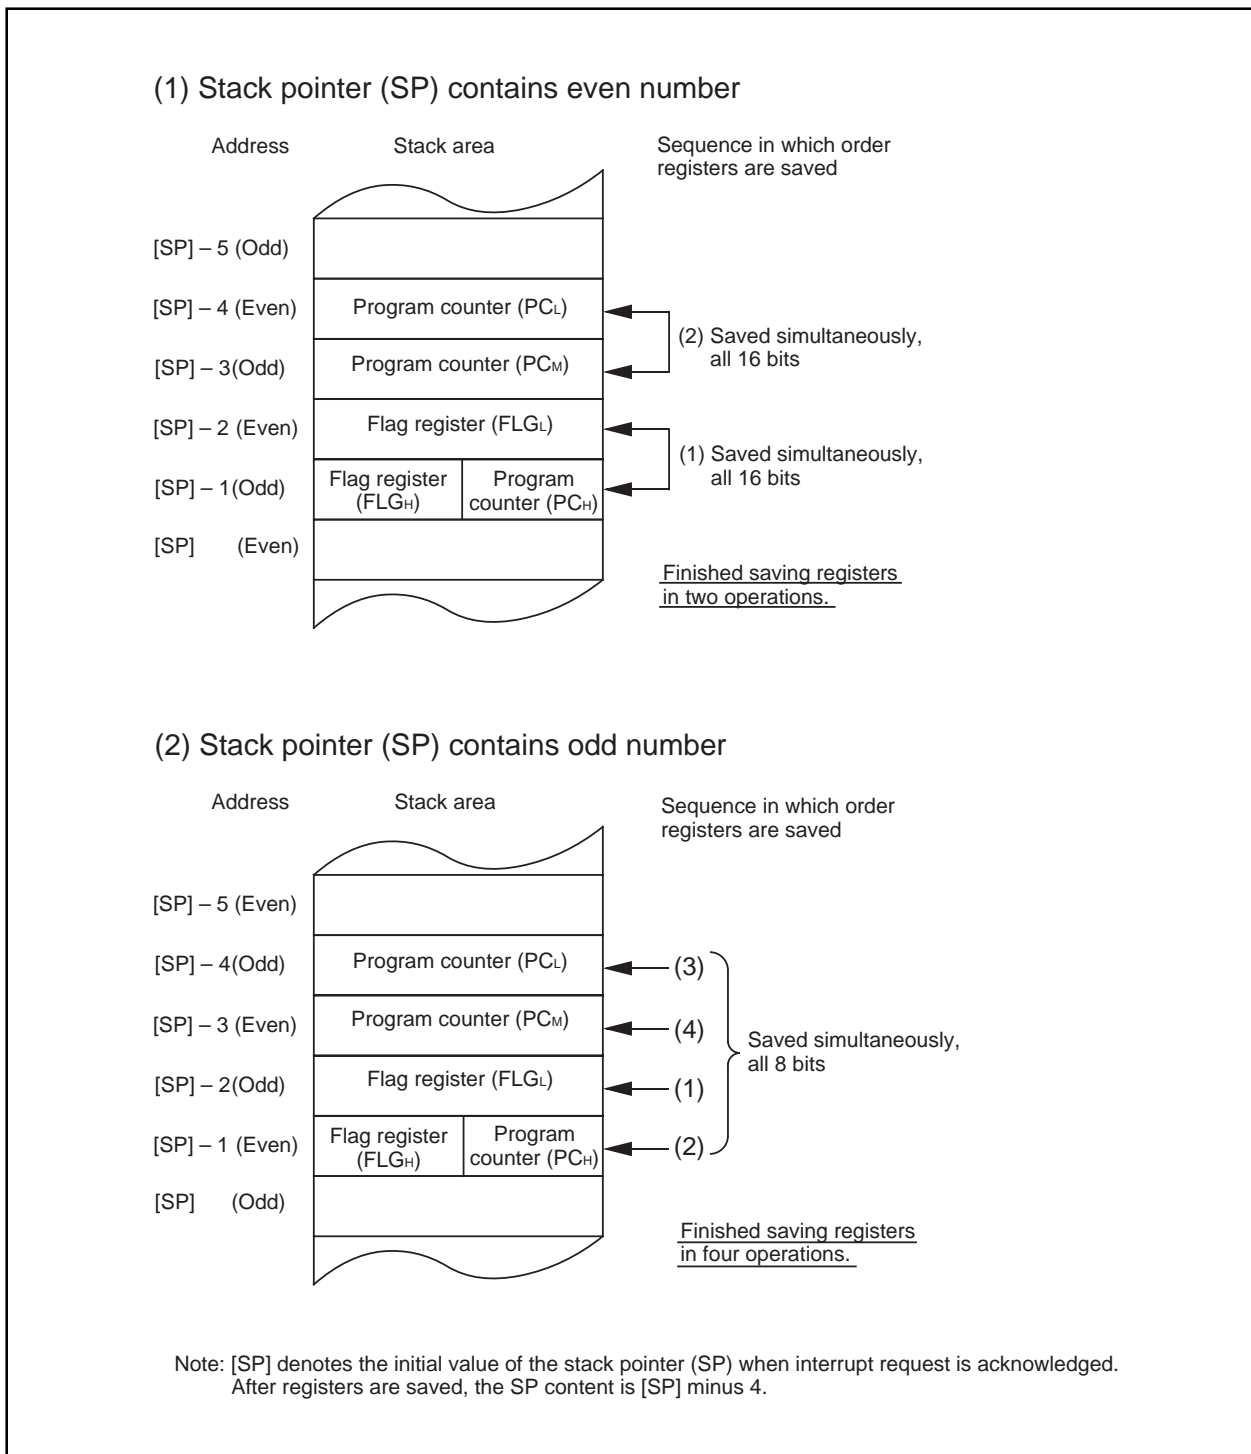 (1) Stack pointer (SP) contains even number
Address
Stack area
Sequence in which order
registers are saved
[SP] – 5 (Odd)
[SP] – 4 (Even)
Program counter (PCL)
[SP] – 3(Odd)
Program counter (PCM)
(2) Saved simultaneously,
all 16 bits
[SP] – 2 (Even)
Flag register (FLGL)
[SP] – 1(Odd)
Flag register
(FLGH)
Program
counter (PCH)
(1) Saved simultaneously,
all 16 bits
[SP] (Even)
Finished saving registers
in two operations.
(2) Stack pointer (SP) contains odd number
Address
Stack area
Sequence in which order
registers are saved
[SP] – 5 (Even)
[SP] – 4(Odd)
Program counter (PCL)
(3)
[SP] – 3 (Even)
Program counter (PCM)
(4)
Saved simultaneously,
all 8 bits
[SP] – 2(Odd)
Flag register (FLGL)
(1)
[SP] – 1 (Even)
Flag register
(FLGH)
Program
counter (PCH)
(2)
[SP] (Odd)
Finished saving registers
in four operations.
Note: [SP] denotes the initial value of the stack pointer (SP) when interrupt request is acknowledged.
After registers are saved, the SP content is [SP] minus 4.